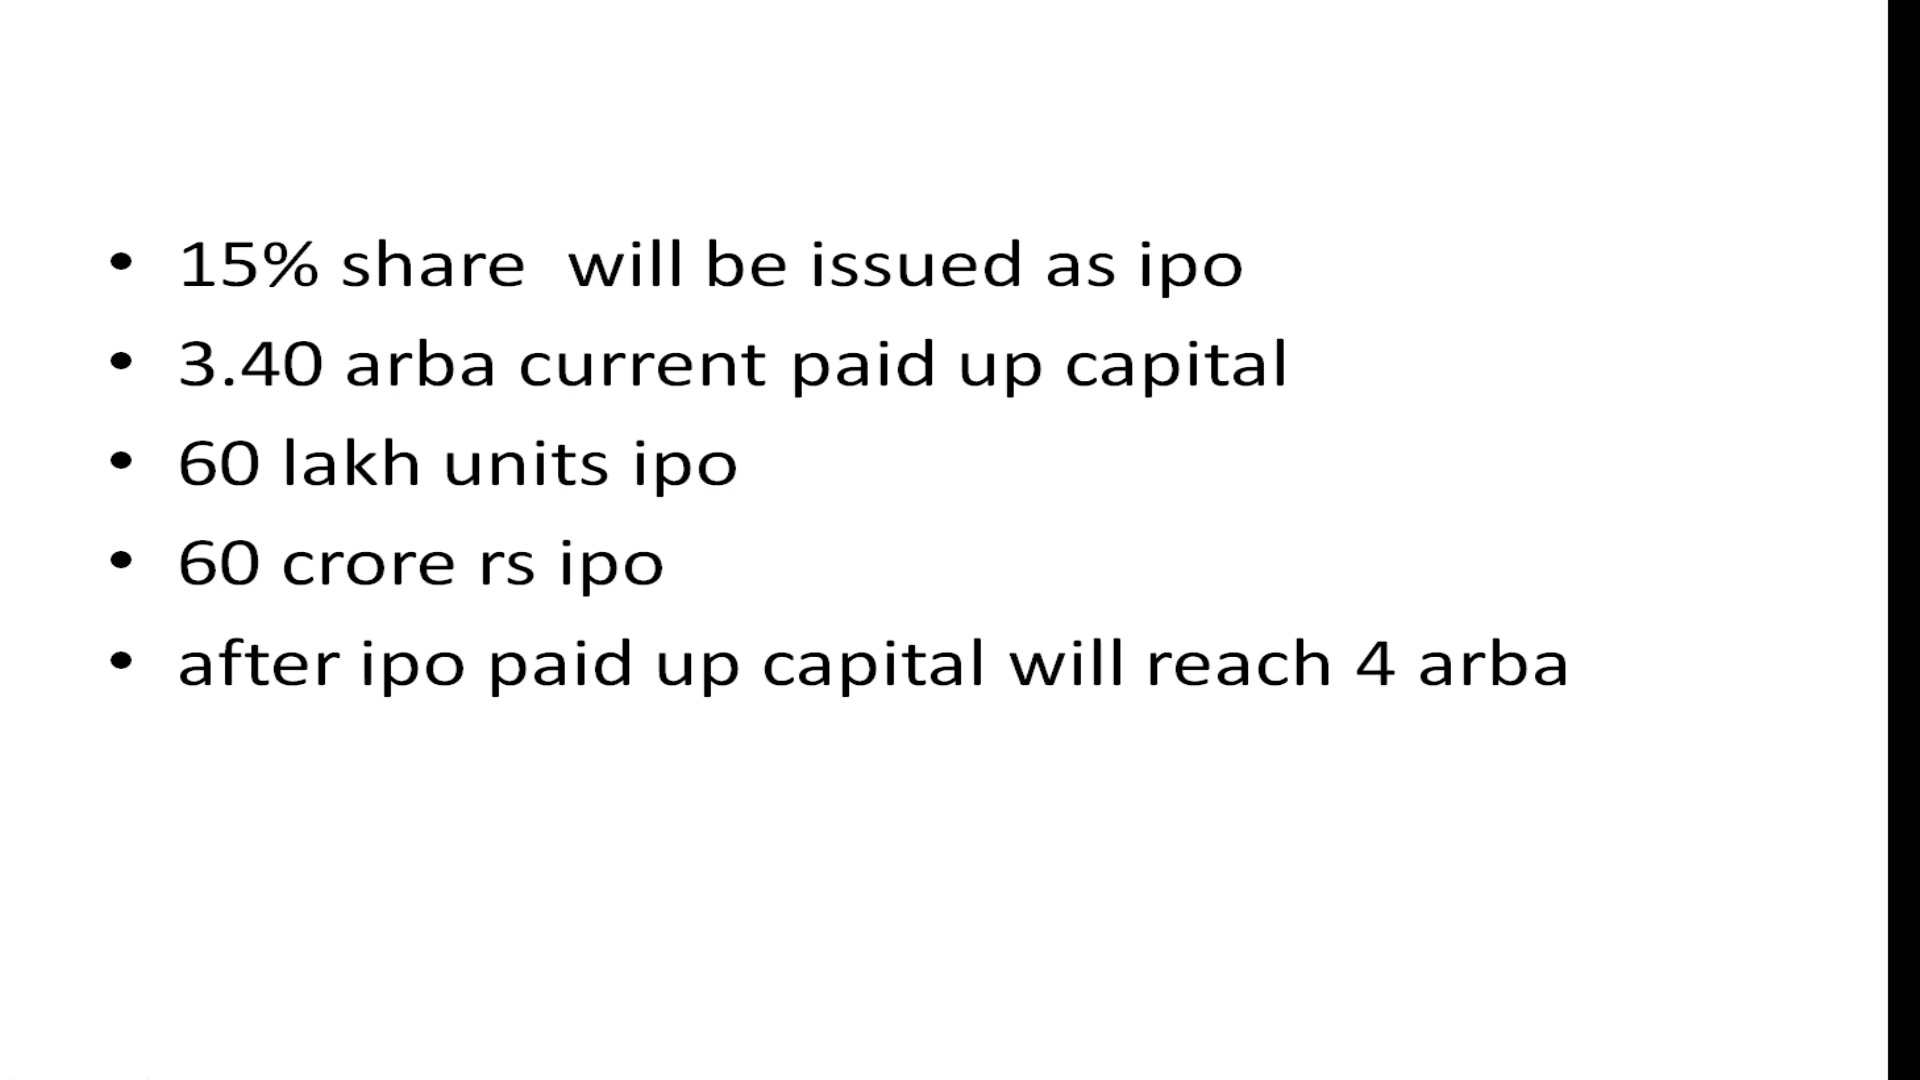 • 15% share  will be issued as ipo
• 3.40 arba current paid up capital
• 60 lakh units ipo
• 60 crore rs ipo
• after ipo paid up capital will reach 4 arba